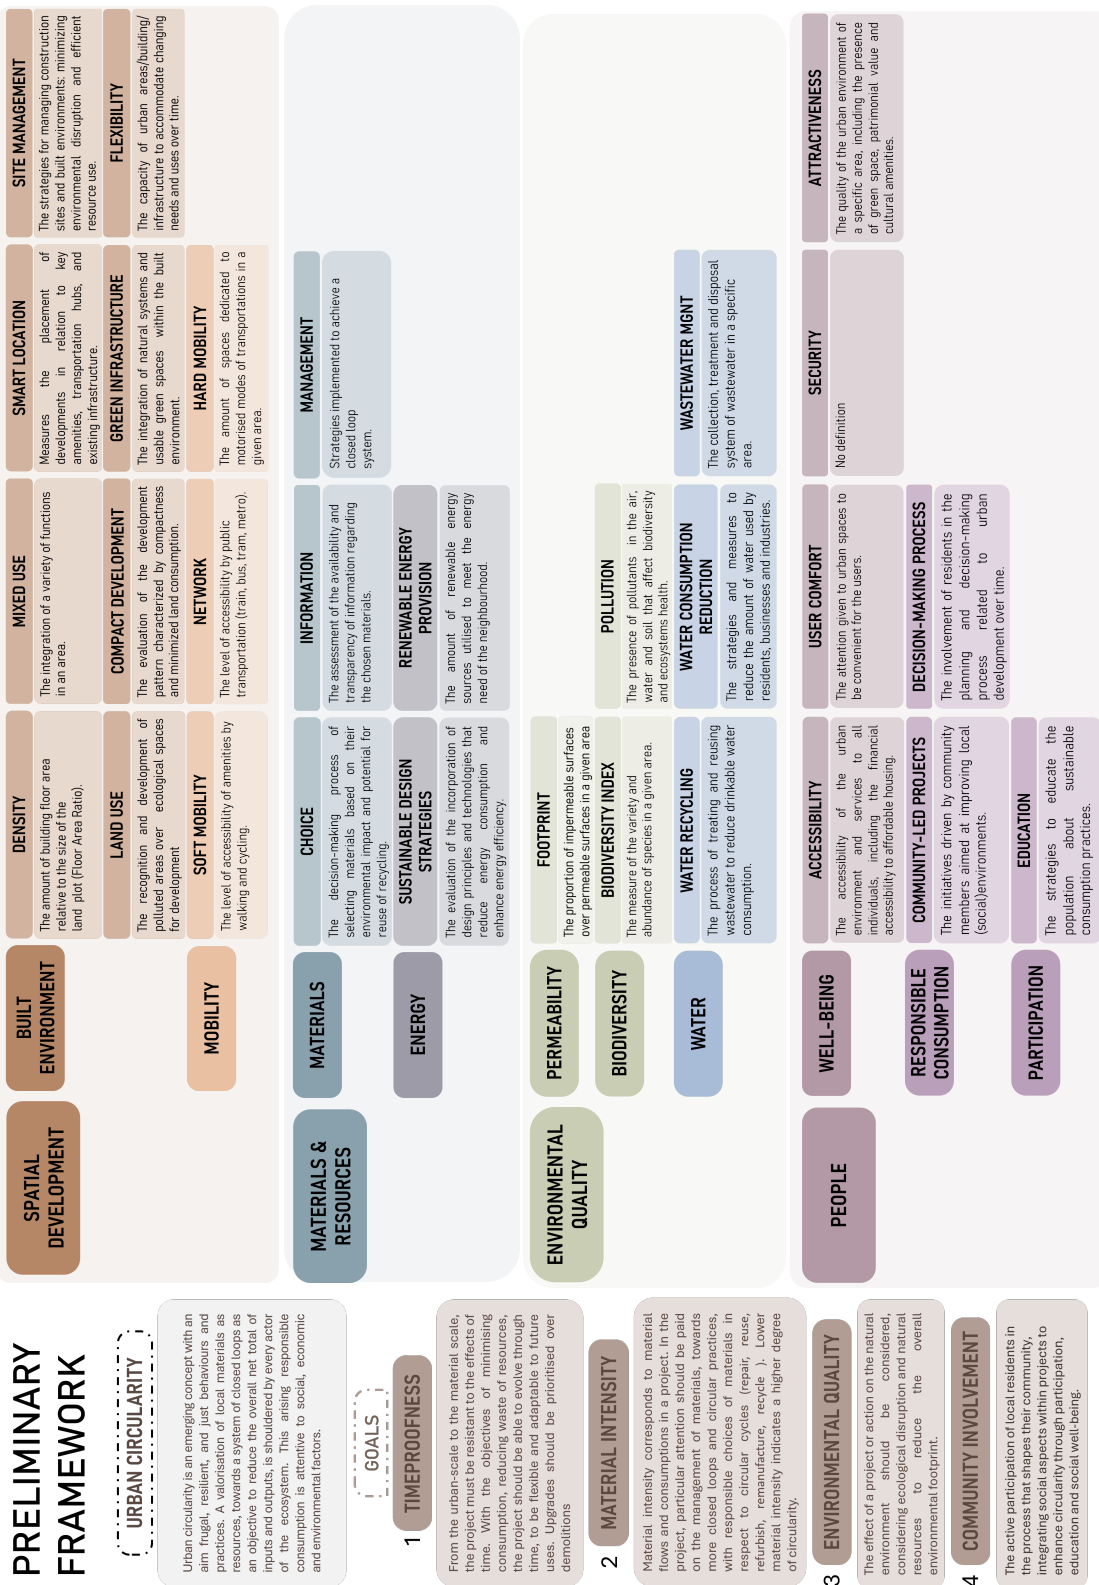 PRELIMINARY
FRAMEWORK
URBAN CIRCULARITY
Urban circularity is an emerging concept with an
aim frugal, resilient, and just behaviours and
practices. A valorisation of local materials as
resources, towards a system of closed loops as
an objective to reduce the overall net total of
inputs and outputs, is shouldered by every actor
of the ecosystem. This arising responsible
consumption is attentive to social, economic
and environmental factors.
GOALS
1 TIMEPROOFNESS
From the urban-scale to the material scale,
the project must be resistant to the effects of
time. With the objectives of minimising
consumption, reducing waste of resources,
the project should be able to evolve through
time, to be flexible and adaptable to future
uses. Upgrades should be prioritised over
demolitions
2 MATERIAL INTENSITY
Material intensity corresponds to material
flows and consumptions in a project. In the
project, particular attention should be paid
on the management of materials, towards
more closed loops and circular practices,
with responsible choices of materials in
respect to circular cycles (repair, reuse,
refurbish, remanufacture, recycle ). Lower
material intensity indicates a higher degree
of circularity.
3 ENVIRONMENTAL QUALITY
The effect of a project or action on the natural
environment should be considered,
considering ecological disruption and natural
resources to reduce the overall
environmental footprint.
4 COMMUNITY INVOLVEMENT
The active participation of local residents in
the process that shapes their community,
integrating social aspects within projects to
enhance circularity through participation,
education and social well-being.
SPATIAL
DEVELOPMENT
BUILT
ENVIRONMENT
DENSITY
The amount of building floor area
relative to the size of the
land plot (Floor Area Ratio).
MIXED USE
The integration of a variety of functions
in an area.
SMART LOCATION
Measures the placement of
developments in relation to key
amenities, transportation hubs, and
existing infrastructure.
SITE MANAGEMENT
The strategies for managing construction
sites and built environments: minimizing
environmental disruption and efficient
resource use.
LAND USE
The recognition and development of
polluted areas over ecological spaces
for development
COMPACT DEVELOPMENT
The evaluation of the development
pattern characterized by compactness
and minimized land consumption.
GREEN INFRASTRUCTURE
The integration of natural systems and
usable green spaces within the built
environment.
FLEXIBILITY
The capacity of urban areas/building/
infrastructure to accommodate changing
needs and uses over time.
MOBILITY
SOFT MOBILITY
The level of accessibility of amenities by
walking and cycling.
NETWORK
The level of accessibility by public
transportation (train, bus, tram, metro).
HARD MOBILITY
The amount of spaces dedicated to
motorised modes of transportations in a
given area.
MATERIALS &
RESOURCES
MATERIALS
CHOICE
The decision-making process of
selecting materials based on their
environmental impact and potential for
reuse of recycling.
INFORMATION
The assessment of the availability and
transparency of information regarding
the chosen materials.
MANAGEMENT
Strategies implemented to achieve a
closed loop
system.
ENERGY
SUSTAINABLE DESIGN
STRATEGIES
The evaluation of the incorporation of
design principles and technologies that
reduce energy consumption and
enhance energy efficiency.
RENEWABLE ENERGY
PROVISION
The amount of renewable energy
sources utilised to meet the energy
need of the neighbourhood.
ENVIRONMENTAL
QUALITY
PERMEABILITY
FOOTPRINT
The proportion of impermeable surfaces
over permeable surfaces in a given area
BIODIVERSITY
BIODIVERSITY INDEX
The measure of the variety and
abundance of species in a given area.
POLLUTION
The presence of pollutants in the air,
water and soil that affect biodiversity
and ecosystems health.
WATER
WATER RECYCLING
The process of treating and reusing
wastewater to reduce drinkable water
consumption.
WATER CONSUMPTION
REDUCTION
The strategies and measures to
reduce the amount of water used by
residents, businesses and industries.
WASTEWATER MGNT
The collection, treatment and disposal
system of wastewater in a specific
area.
PEOPLE
WELL-BEING
ACCESSIBILITY
The accessibility of the urban
environment and services to all
individuals, including the financial
accessibility to affordable housing.
USER COMFORT
The attention given to urban spaces to
be convenient for the users.
SECURITY
No definition
ATTRACTIVENESS
The quality of the urban environment of
a specific area, including the presence
of green space, patrimonial value and
cultural amenities.
RESPONSIBLE
CONSUMPTION
COMMUNITY-LED PROJECTS
The initiatives driven by community
members aimed at improving local
(social)environments.
DECISION-MAKING PROCESS
The involvement of residents in the
planning and decision-making
process related to urban
development over time.
PARTICIPATION
EDUCATION
The strategies to educate the
population about sustainable
consumption practices.